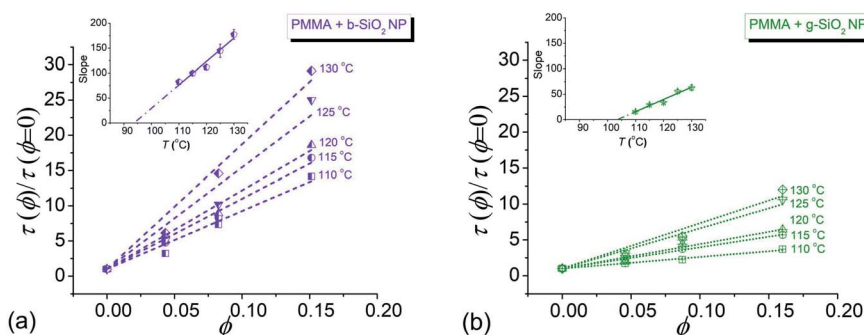 PMMA + b-SiO₂ NP
200
150
100
50
0
Slope
90 100 110 120 130
T (°C)
30
25
20
15
10
5
0
τ(ϕ)/τ(ϕ=0)
130 °C
125 °C
120 °C
115 °C
110 °C
0.00 0.05 0.10 0.15 0.20
ϕ
(a)
PMMA + g-SiO₂ NP
200
150
100
50
0
Slope
90 100 110 120 130
T (°C)
30
25
20
15
10
5
0
τ(ϕ)/τ(ϕ=0)
130 °C
125 °C
120 °C
115 °C
110 °C
0.00 0.05 0.10 0.15 0.20
ϕ
(b)